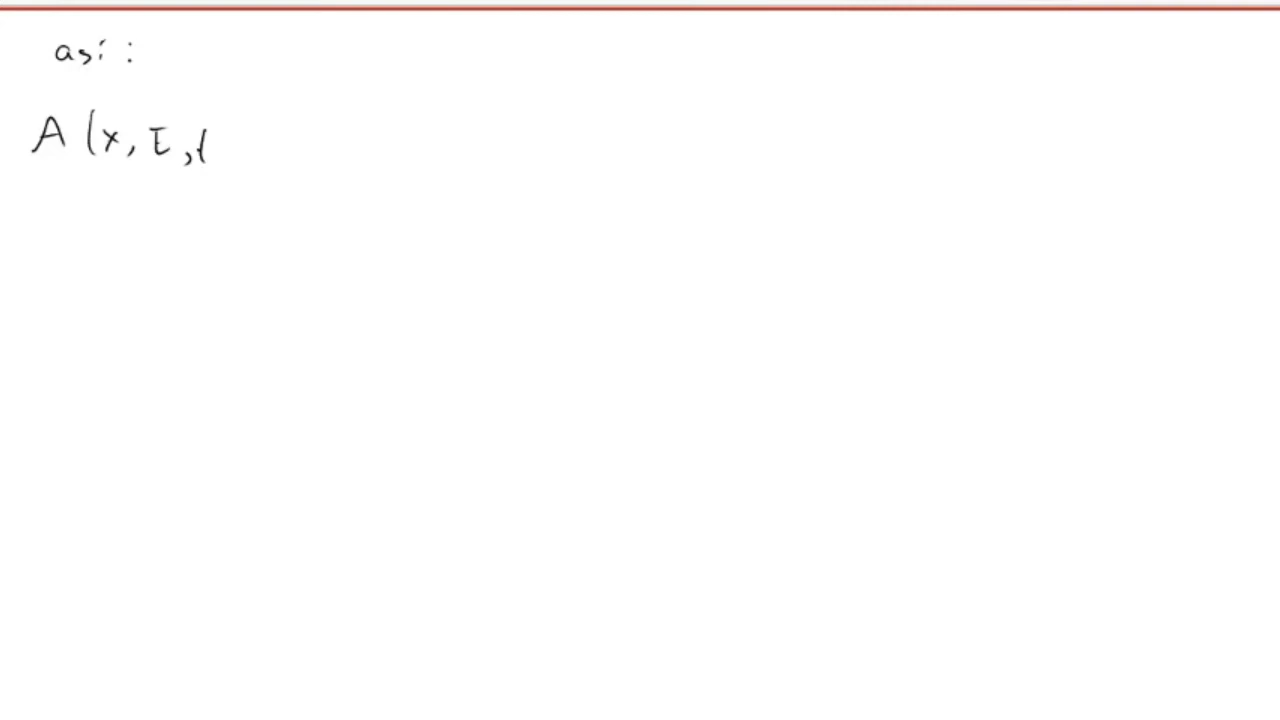 así :
A (x, E, t